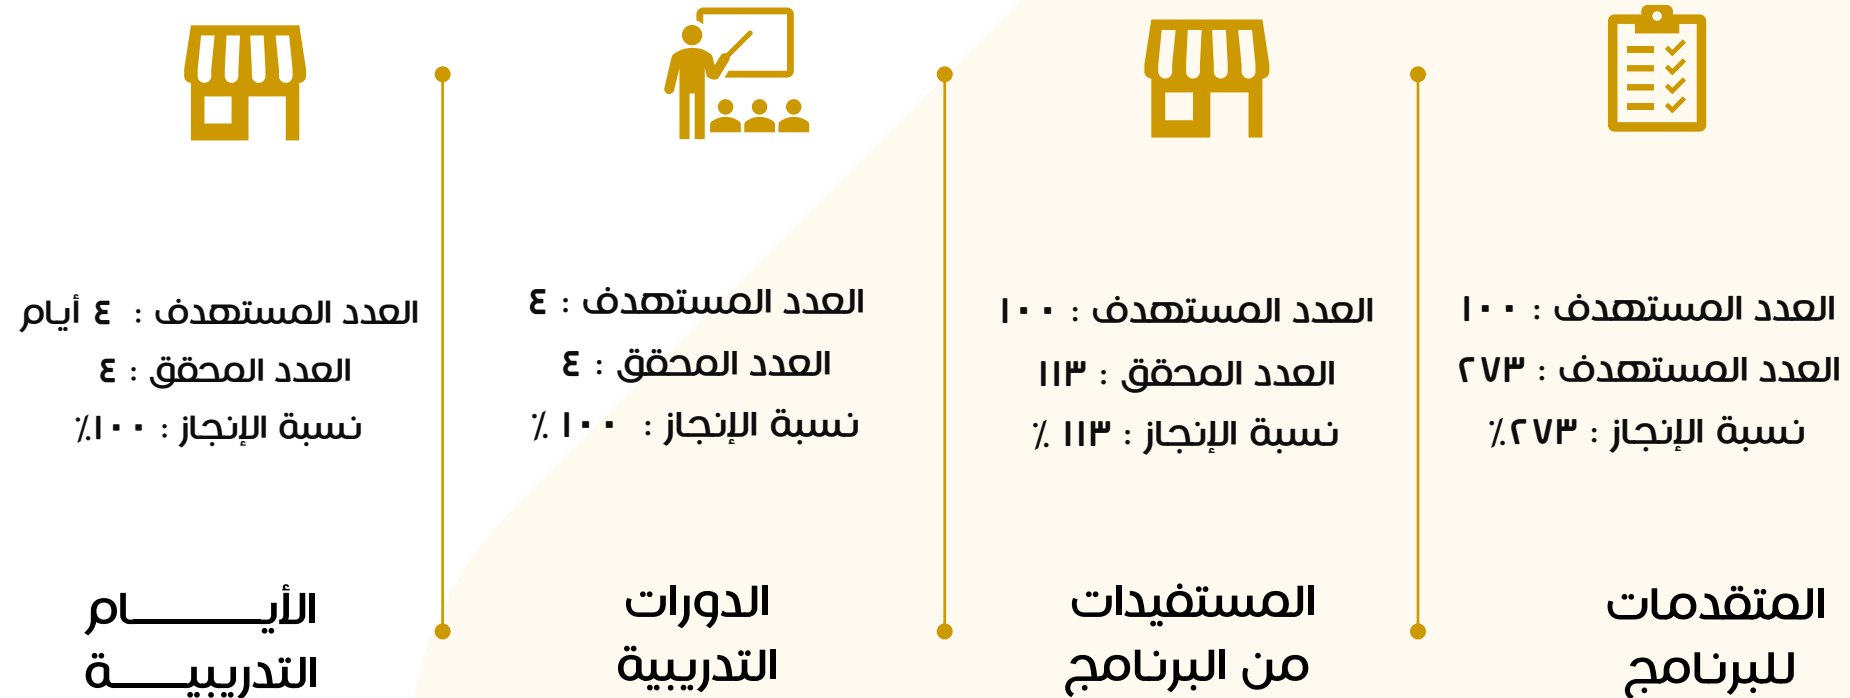 العدد المستهدف : ١٠٠
العدد المستهدف : ٢٧٣
نسبة الإنجاز : ٢٧٣٪
المتقدمات
للبرنامج
العدد المستهدف : ١٠٠
العدد المحقق : ١١٣
نسبة الإنجاز : ١١٣ ٪
المستفيدات
من البرنامج
العدد المستهدف : ٤
العدد المحقق : ٤
نسبة الإنجاز : ١٠٠ ٪
الدورات
التدريبية
العدد المستهدف : ٤ أيام
العدد المحقق : ٤
نسبة الإنجاز : ١٠٠٪
الأيـــــــام
التدريبيـــة